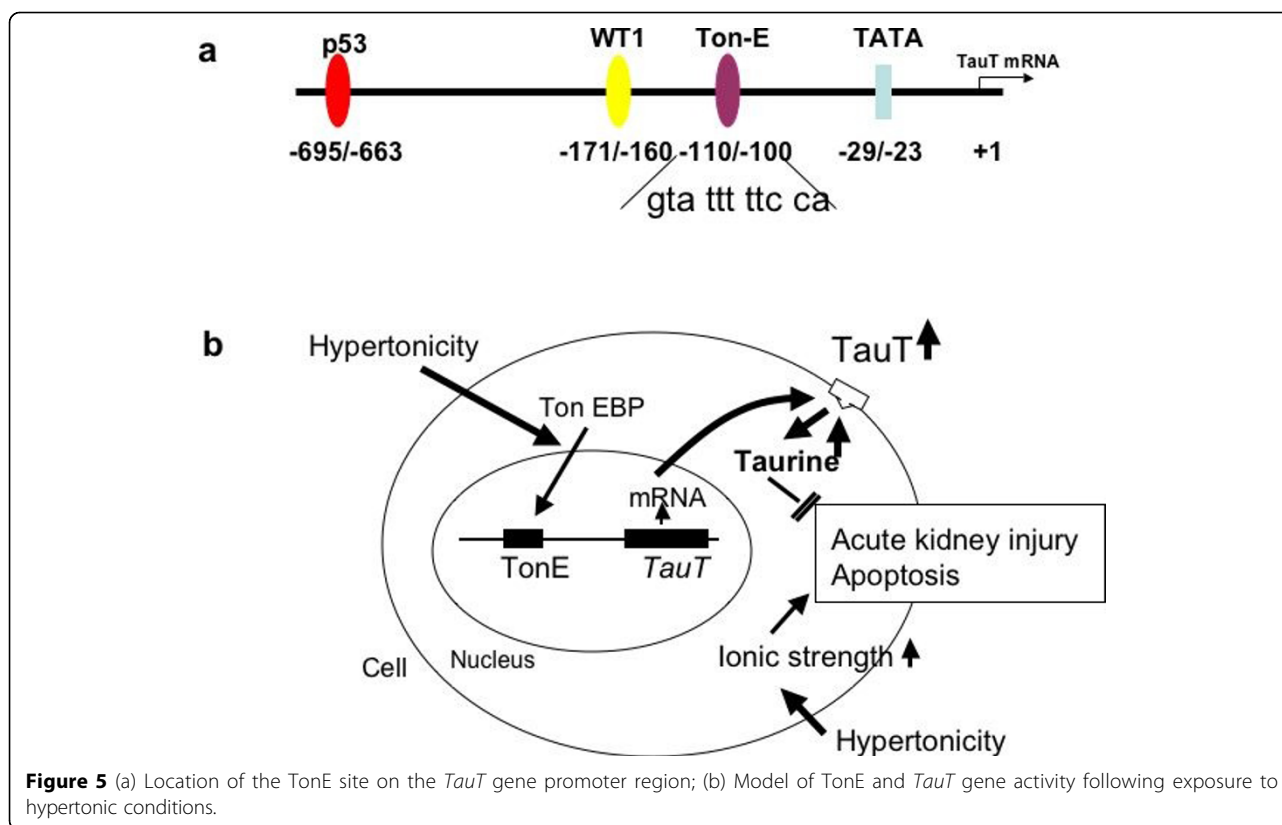 a
p53 WT1 Ton-E TATA
TauT mRNA
-695/-663 -171/-160 -110/-100 -29/-23 +1
gta ttt ttc ca
b
Hypertonicity
TauT
Ton EBP
Taurine
mRNA
TonE TauT
Acute kidney injury
Apoptosis
Cell Nucleus
Ionic strength
Hypertonicity
Figure 5 (a) Location of the TonE site on the TauT gene promoter region; (b) Model of TonE and TauT gene activity following exposure to
hypertonic conditions.